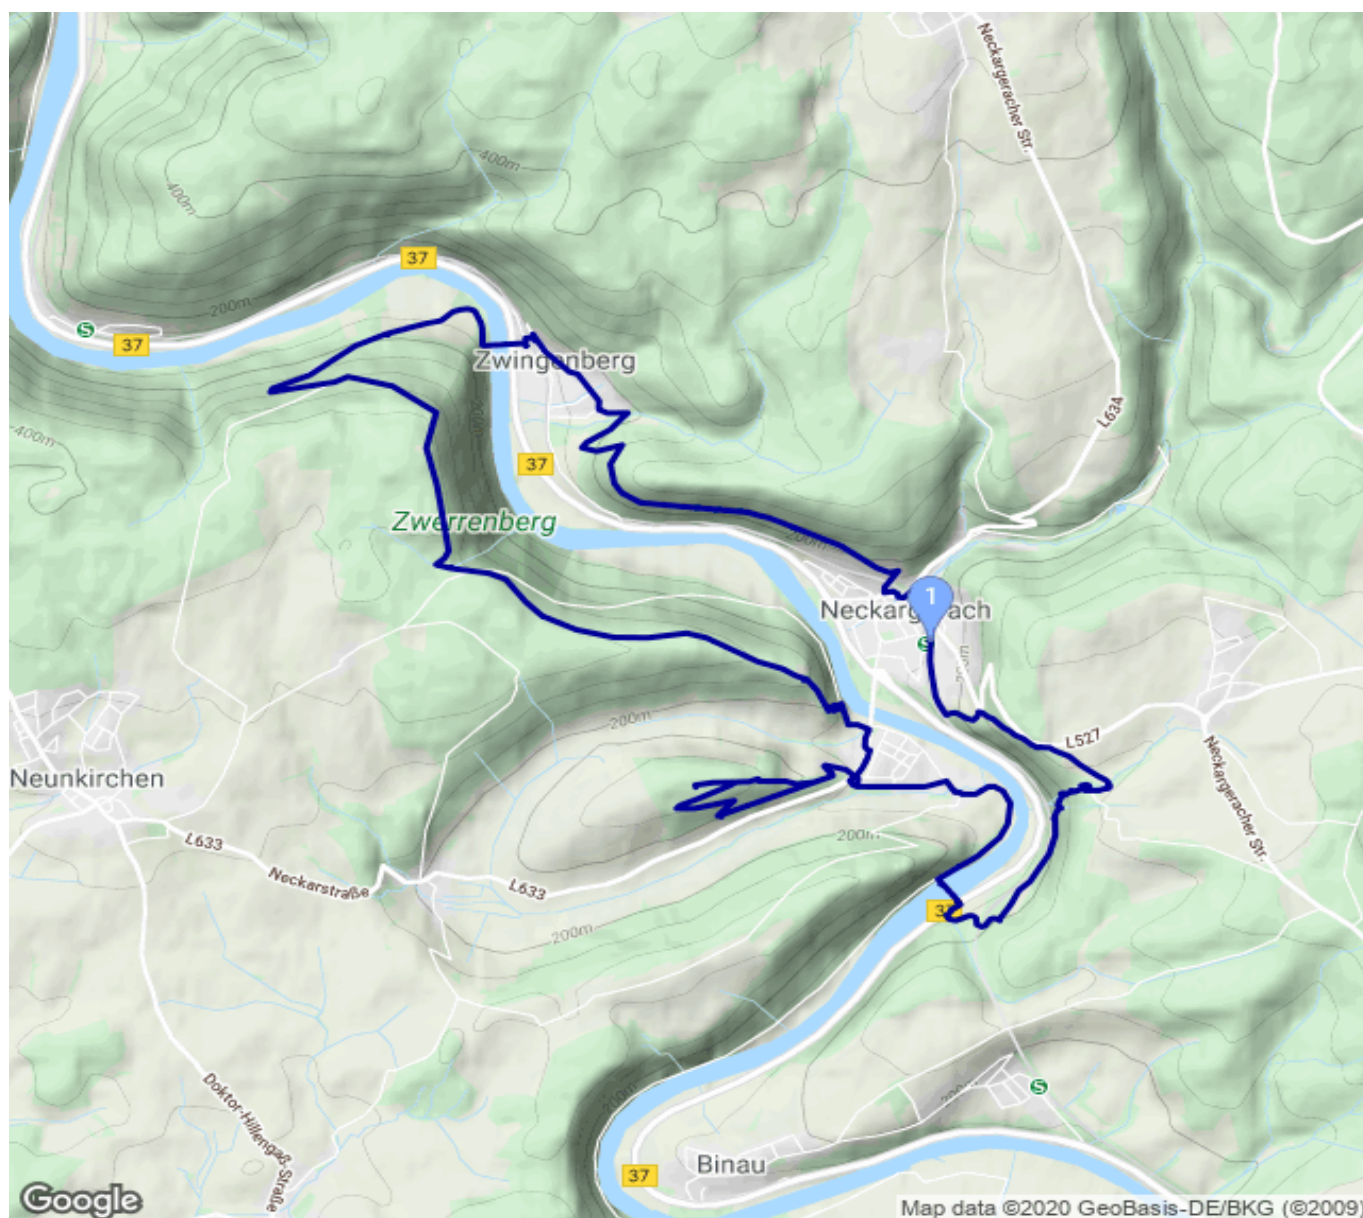 Neckargeracher Str.
400m
400m
37
200m
S
37
Zwingenberg
200m
L634
400m
37
Zwerrenberg
200m
1
S
200m
L527
Neckargeracher Str.
Neunkirchen
200m
L633
Neckarstraße
L633
200m
37
Doktor-Hillengaß-Straße
S
Binau
37
Google
Map data ©2020 GeoBasis-DE/BKG (©2009)